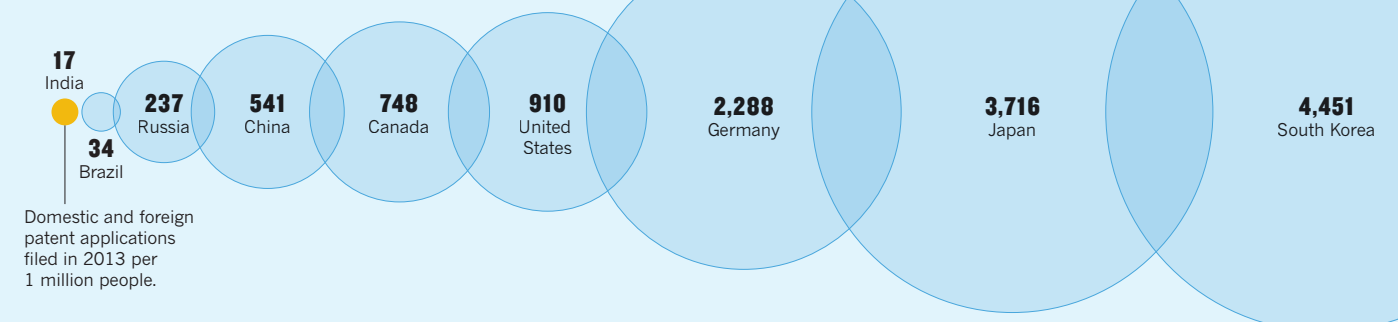 17
India
34
Brazil
237
Russia
541
China
748
Canada
910
United
States
2,288
Germany
3,716
Japan
4,451
South Korea
Domestic and foreign
patent applications
filed in 2013 per
1 million people.